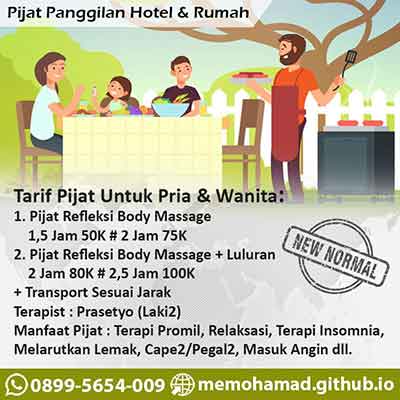 Pijat Panggilan Hotel & Rumah
Tarif Pijat Untuk Pria & Wanita:
1. Pijat Refleksi Body Massage
1,5 Jam 50K # 2 Jam 75K
2. Pijat Refleksi Body Massage + Luluran
2 Jam 80K # 2,5 Jam 100K
+ Transport Sesuai Jarak
Terapist : Prasetyo (Laki2)
Manfaat Pijat : Terapi Promil, Relaksasi, Terapi Insomnia,
Melarutkan Lemak, Cape2/Pegal2, Masuk Angin dll.
NEW NORMAL
0899-5654-009 memohamad.github.io